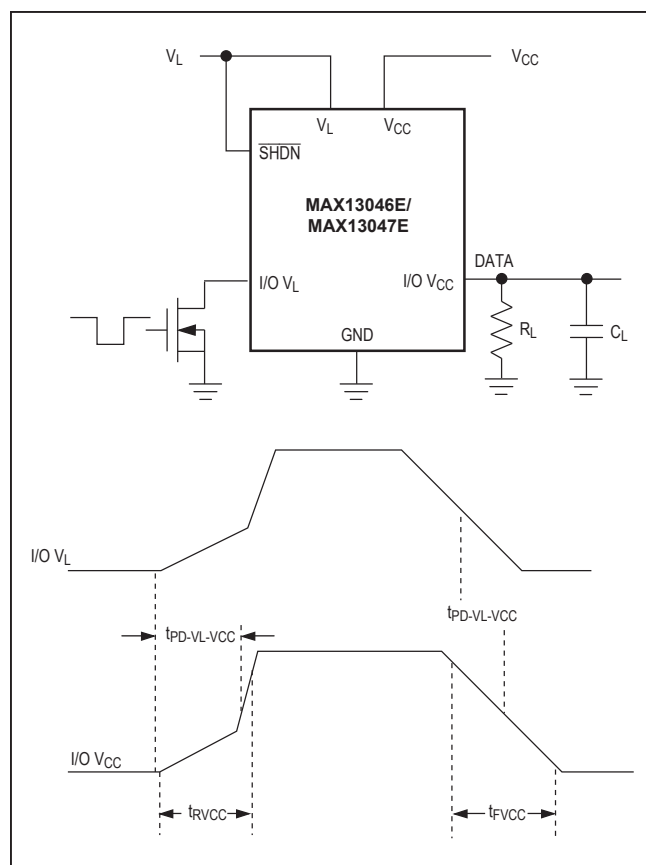 V_L
V_CC
V_L
V_CC
SHDN
MAX13046E/
MAX13047E
DATA
I/O V_L
I/O V_CC
R_L
C_L
GND
I/O V_L
t_PD-VL-VCC
t_PD-VL-VCC
I/O V_CC
t_RVCC
t_FVCC